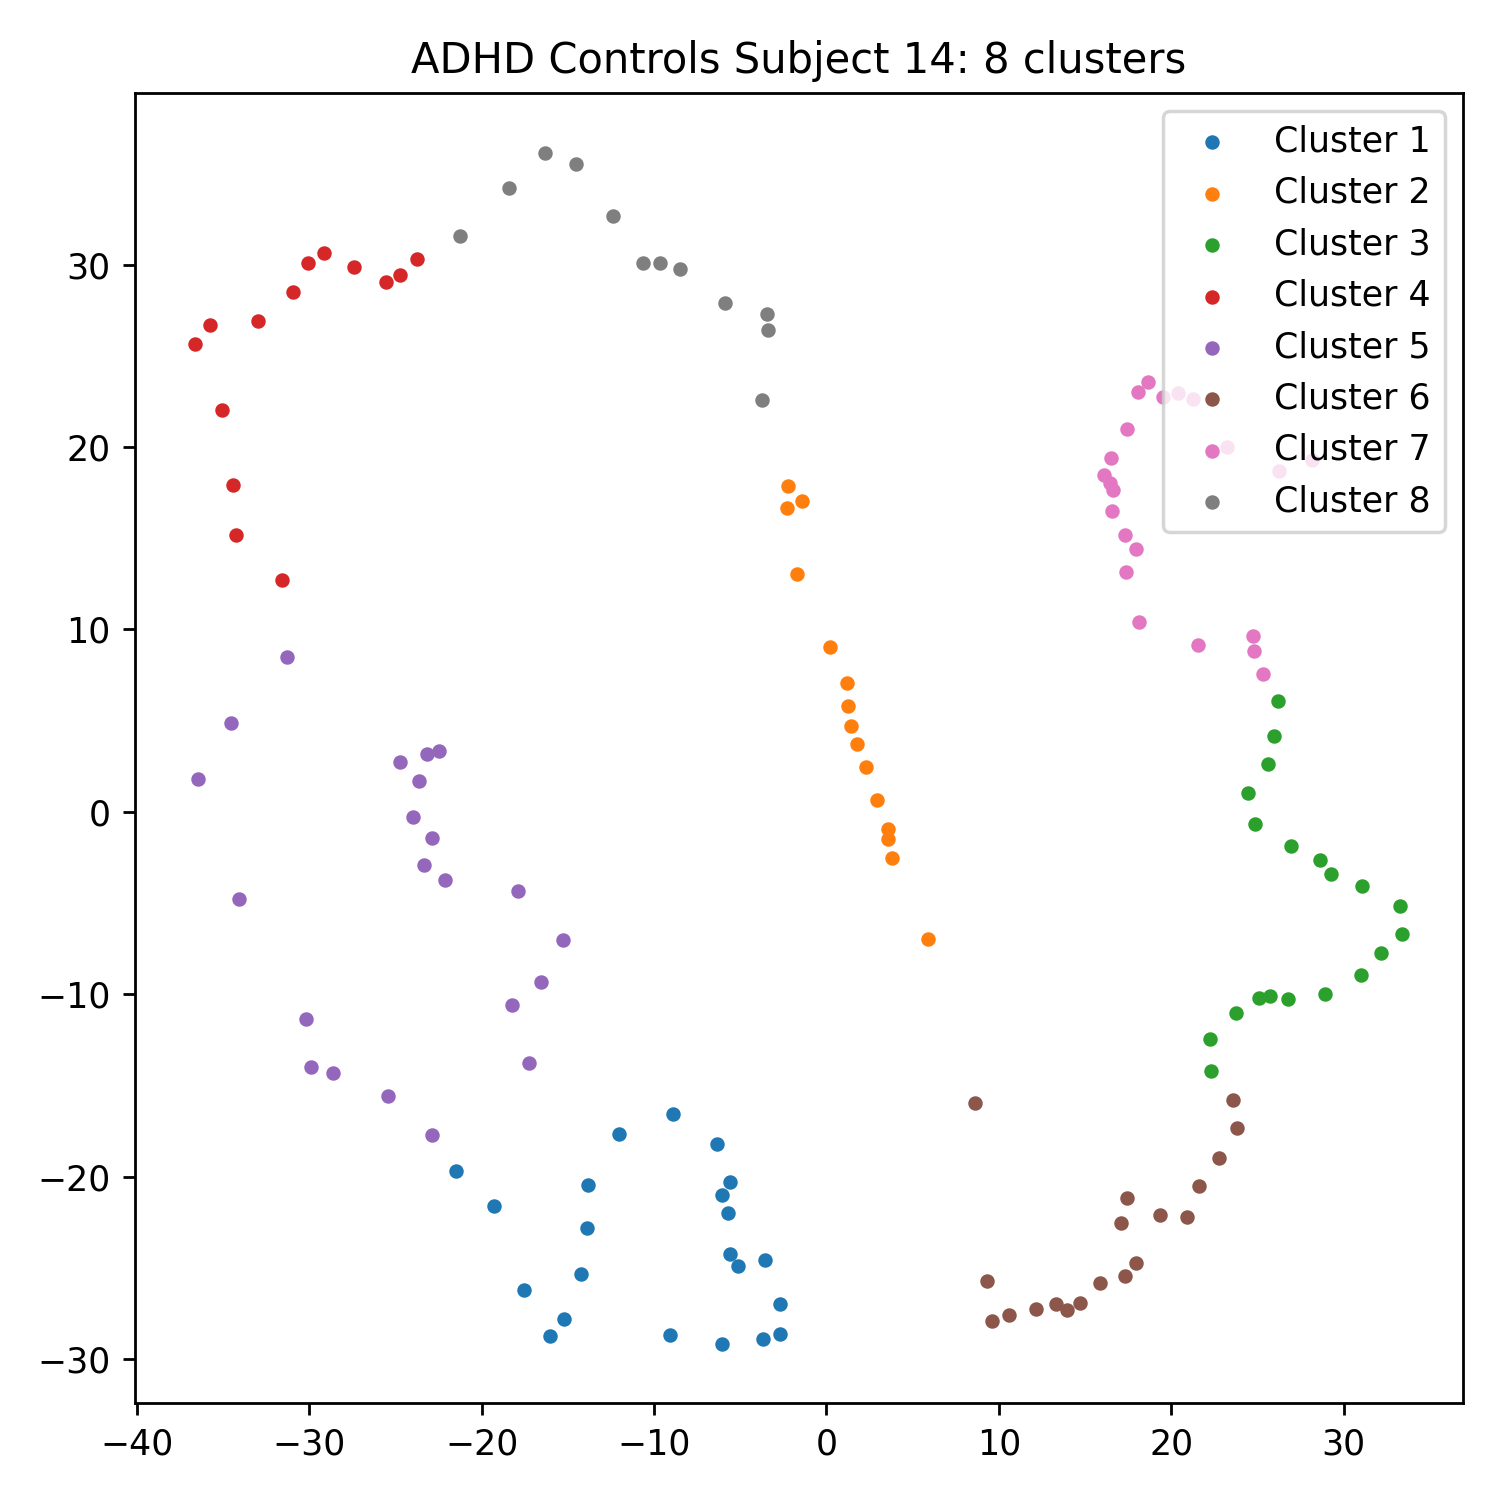 ADHD Controls Subject 14: 8 clusters
Cluster 1
Cluster 2
Cluster 3
Cluster 4
Cluster 5
Cluster 6
Cluster 7
Cluster 8
30
20
10
0
−10
−20
−30
−40 −30 −20 −10 0 10 20 30